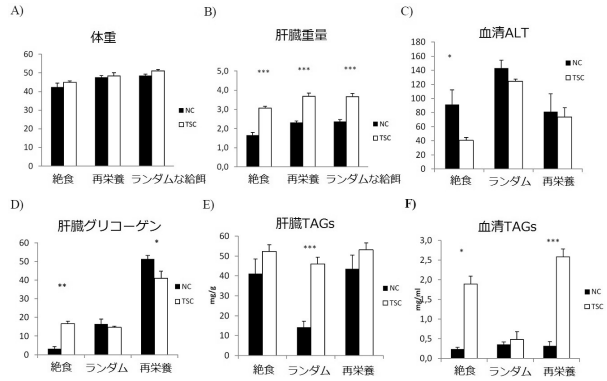 A)
体重
60
50
40
30
20
10
0
絶食
再栄養
ランダムな給餌
NC
TSC
B)
肝臓重量
5,0
4,0
3,0
2,0
1,0
0,0
***
***
***
絶食
再栄養
ランダムな給餌
NC
TSC
C)
血清ALT
180
160
140
120
100
80
60
40
20
0
*
絶食
ランダム
再栄養
NC
TSC
D)
肝臓グリコーゲン
60
50
40
30
20
10
0
**
*
絶食
ランダム
再栄養
NC
TSC
E)
肝臓TAGs
mg/g
60
50
40
30
20
10
0
***
絶食
ランダム
再栄養
NC
TSC
F)
血清TAGs
mg/ml
3,0
2,5
2,0
1,5
1,0
0,5
0,0
*
***
絶食
ランダム
再栄養
NC
TSC